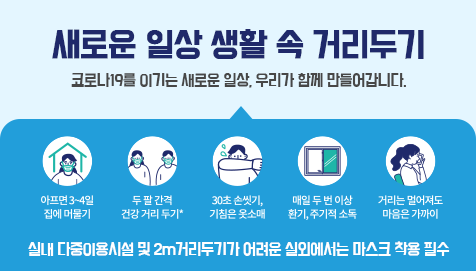 새로운 일상 생활 속 거리두기
코로나19를 이기는 새로운 일상, 우리가 함께 만들어갑니다.
아프면 3~4일
집에 머물기
두 팔 간격
건강 거리 두기*
30초 손씻기,
기침은 옷소매
매일 두 번 이상
환기, 주기적 소독
거리는 멀어져도
마음은 가까이
실내 다중이용시설 및 2m거리두기가 어려운 실외에서는 마스크 착용 필수